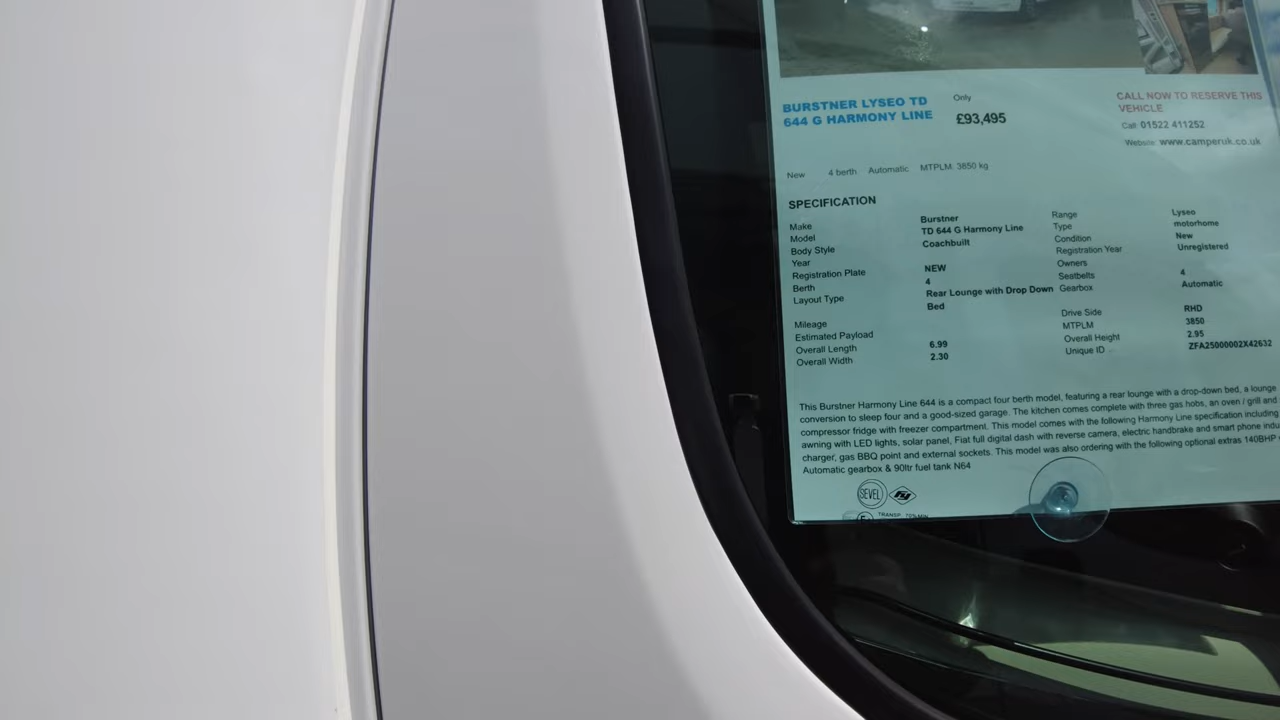 BURSTNER LYSEO TD
644 G HARMONY LINE
Only
£93,495
CALL NOW TO RESERVE THIS
VEHICLE
Call: 01522 411252
Website: www.camperuk.co.uk
New 4 berth Automatic MTPLM: 3850 kg
SPECIFICATION
Make Burstner
Model TD 644 G Harmony Line
Body Style Coachbuilt
Year
Registration Plate NEW
Berth 4
Layout Type Rear Lounge with Drop Down
Bed
Mileage
Estimated Payload
Overall Length 6.99
Overall Width 2.30
Range Lyseo
Type motorhome
Condition New
Registration Year Unregistered
Owners
Seatbelts 4
Gearbox Automatic
Drive Side RHD
MTPLM 3850
Overall Height 2.95
Unique ID ZFA25000002X42632
This Burstner Harmony Line 644 is a compact four berth model, featuring a rear lounge with a drop-down bed, a lounge
conversion to sleep four and a good-sized garage. The kitchen comes complete with three gas hobs, an oven / grill and
compressor fridge with freezer compartment. This model comes with the following Harmony Line specification including
awning with LED lights, solar panel, Fiat full digital dash with reverse camera, electric handbrake and smart phone indu
charger, gas BBQ point and external sockets. This model was also ordering with the following optional extras 140BHP
Automatic gearbox & 90ltr fuel tank N64
SEVEL
TRANSP. 70% MIN